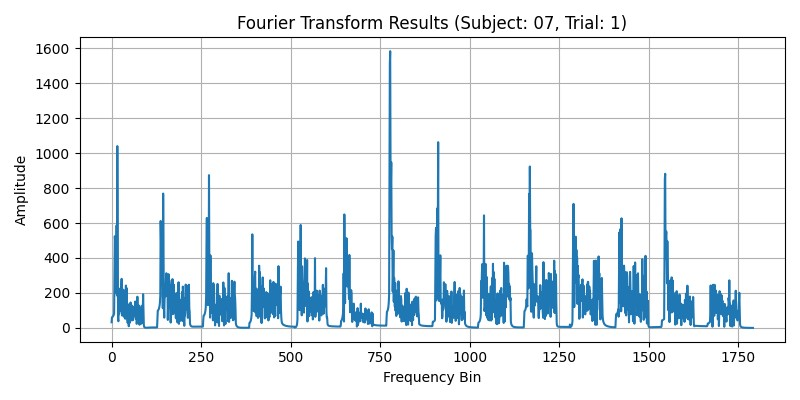 Fourier Transform Results (Subject: 07, Trial: 1)
1600
1400
1200
1000
800
600
400
200
0
Amplitude
0 250 500 750 1000 1250 1500 1750
Frequency Bin